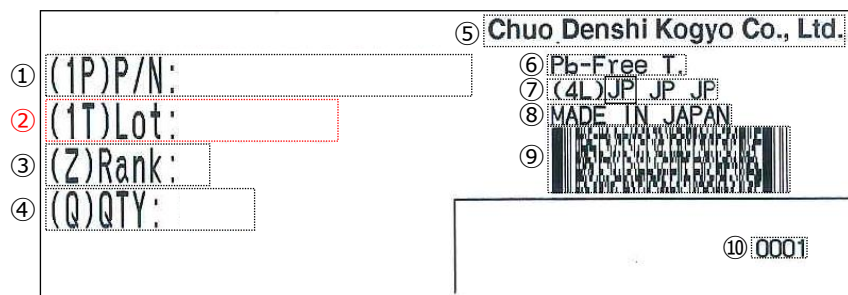 ⑤ Chuo Denshi Kogyo Co., Ltd.
① (1P)P/N:
⑥ Pb-Free T.
⑦ (4L)JP JP JP
② (1T)Lot:
⑧ MADE IN JAPAN
③ (Z)Rank:
⑨
④ (Q)QTY:
⑩ 0001